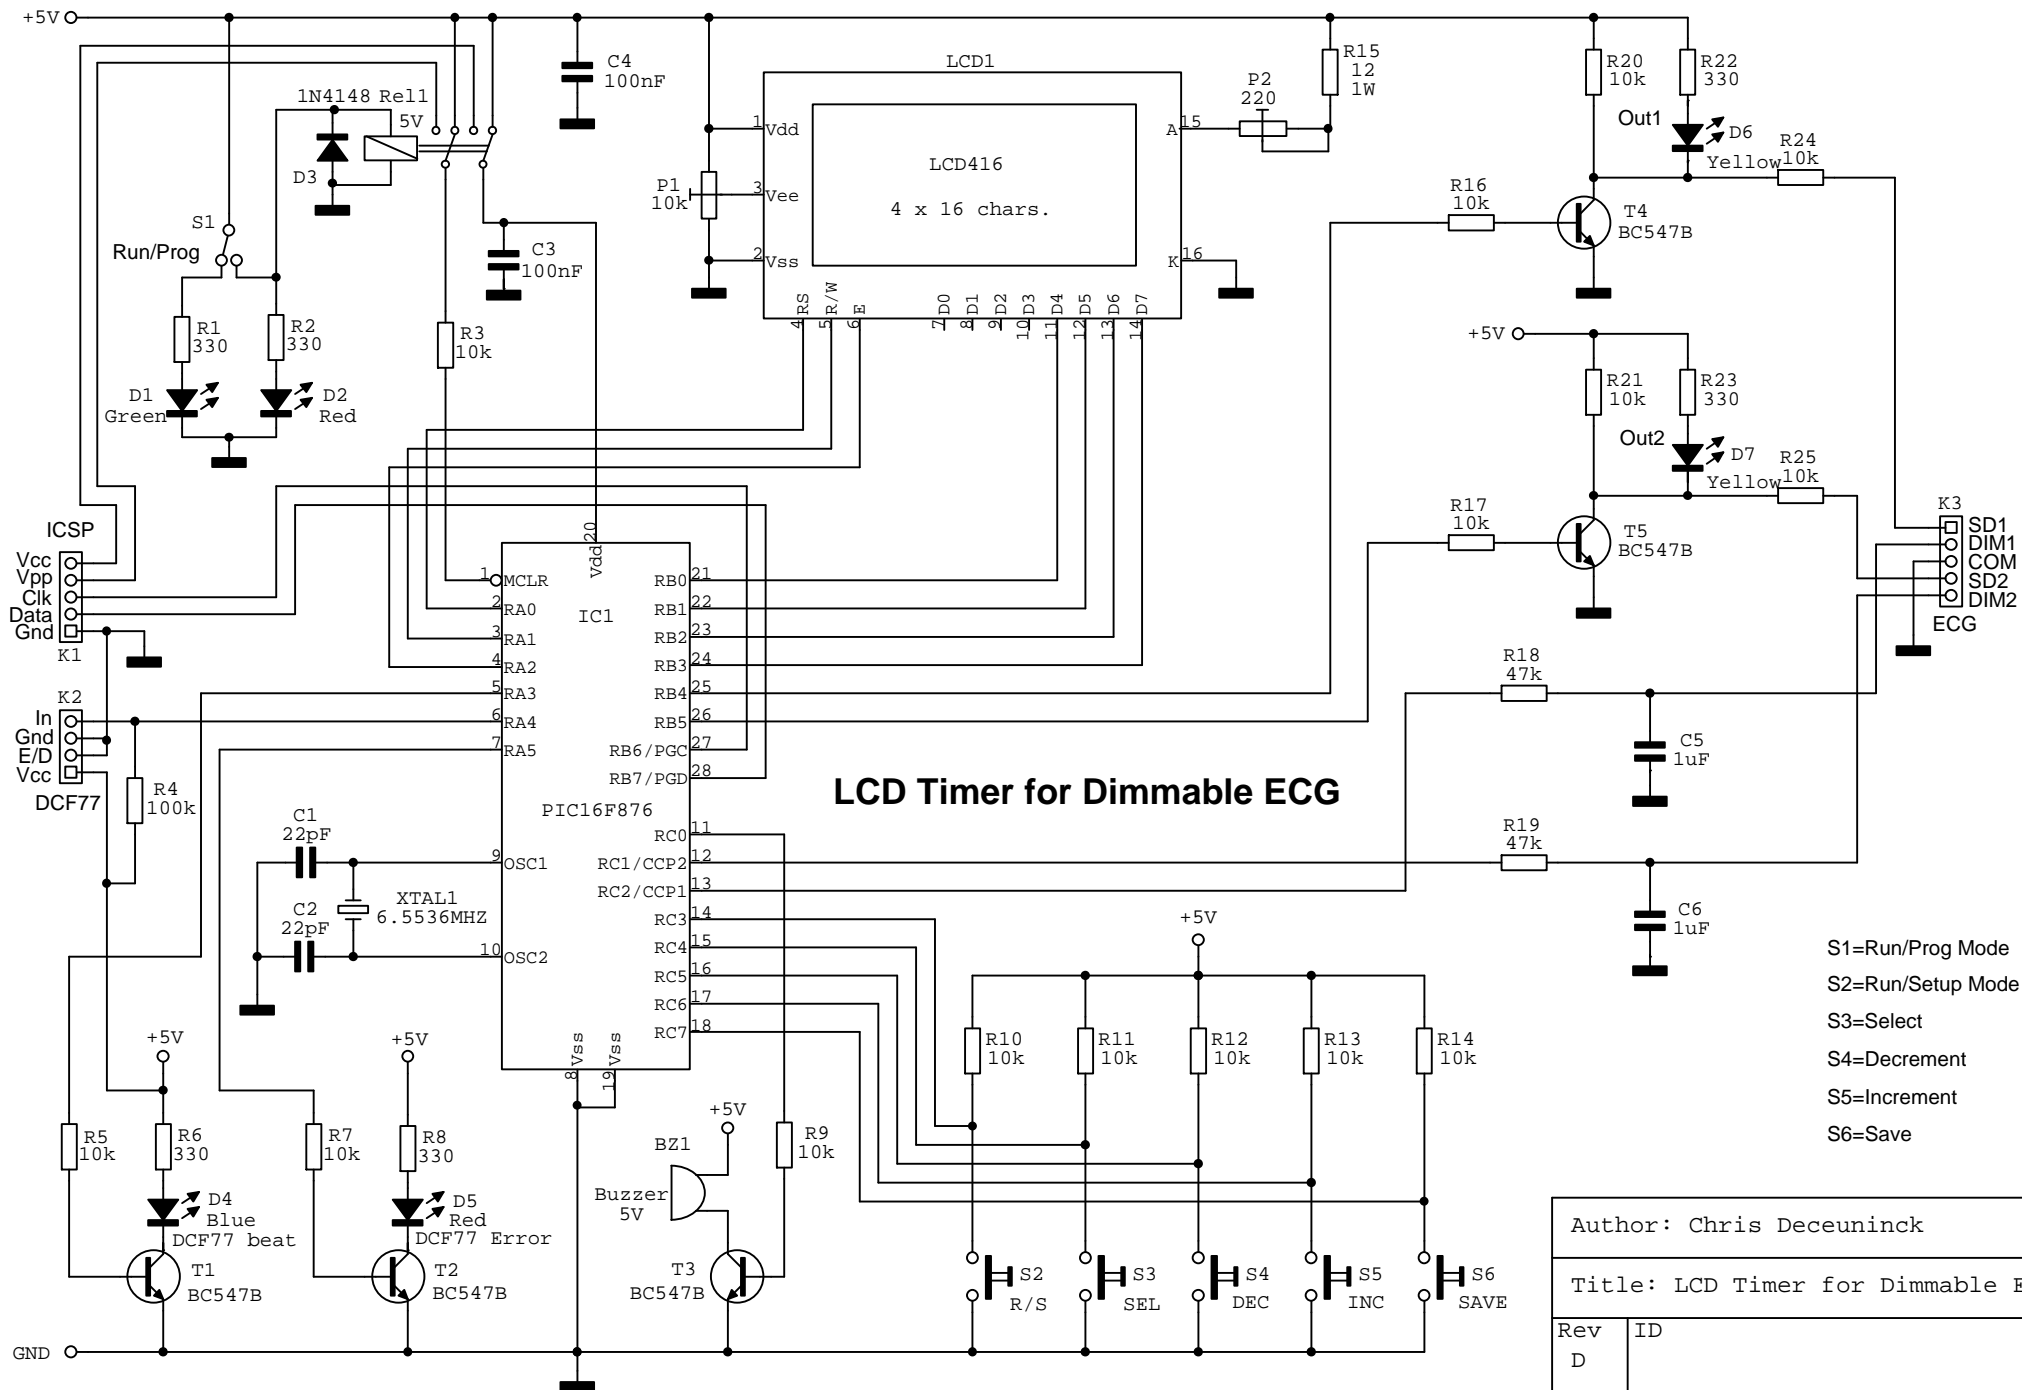 +5V
C4
100nF
LCD1
P2
220
R15
12
1W
R20
10k
R22
330
1N4148 Rel1
5V
D3
1
Vdd
A
15
LCD416
4 x 16 chars.
P1
10k
3
Vee
2
Vss
K
16
Out1
D6
Yellow
R24
10k
R16
10k
T4
BC547B
S1
Run/Prog
C3
100nF
RS
R/W
E
D0
D1
D2
D3
D4
D5
D6
D7
4
5
6
7
8
9
10
11
12
13
14
R1
330
R2
330
R3
10k
+5V
R21
10k
R23
330
D1
Green
D2
Red
Out2
D7
Yellow
R25
10k
R17
10k
T5
BC547B
K3
SD1
DIM1
COM
SD2
DIM2
ECG
ICSP
Vcc
Vpp
Clk
Data
Gnd
K1
20
Vdd
1
MCLR
RB0
21
2
RA0
IC1
RB1
22
3
RA1
RB2
23
4
RA2
RB3
24
5
RA3
RB4
25
6
RA4
RB5
26
7
RA5
RB6/PGC
27
RB7/PGD
28
K2
In
Gnd
E/D
Vcc
DCF77
R4
100k
R18
47k
C5
1uF
LCD Timer for Dimmable ECG
PIC16F876
C1
22pF
RC0
11
9
OSC1
RC1/CCP2
12
RC2/CCP1
13
R19
47k
C2
22pF
XTAL1
6.5536MHZ
RC3
14
10
OSC2
RC4
15
RC5
16
RC6
17
RC7
18
+5V
C6
1uF
S1=Run/Prog Mode
S2=Run/Setup Mode
S3=Select
S4=Decrement
S5=Increment
S6=Save
Vss
Vss
8
19
R10
10k
R11
10k
R12
10k
R13
10k
R14
10k
+5V
+5V
+5V
R5
10k
R6
330
R7
10k
R8
330
BZ1
Buzzer
5V
R9
10k
D4
Blue
DCF77 beat
D5
Red
DCF77 Error
T1
BC547B
T2
BC547B
T3
BC547B
S2
R/S
S3
SEL
S4
DEC
S5
INC
S6
SAVE
GND
Author: Chris Deceuninck
Title: LCD Timer for Dimmable
Rev
D
ID